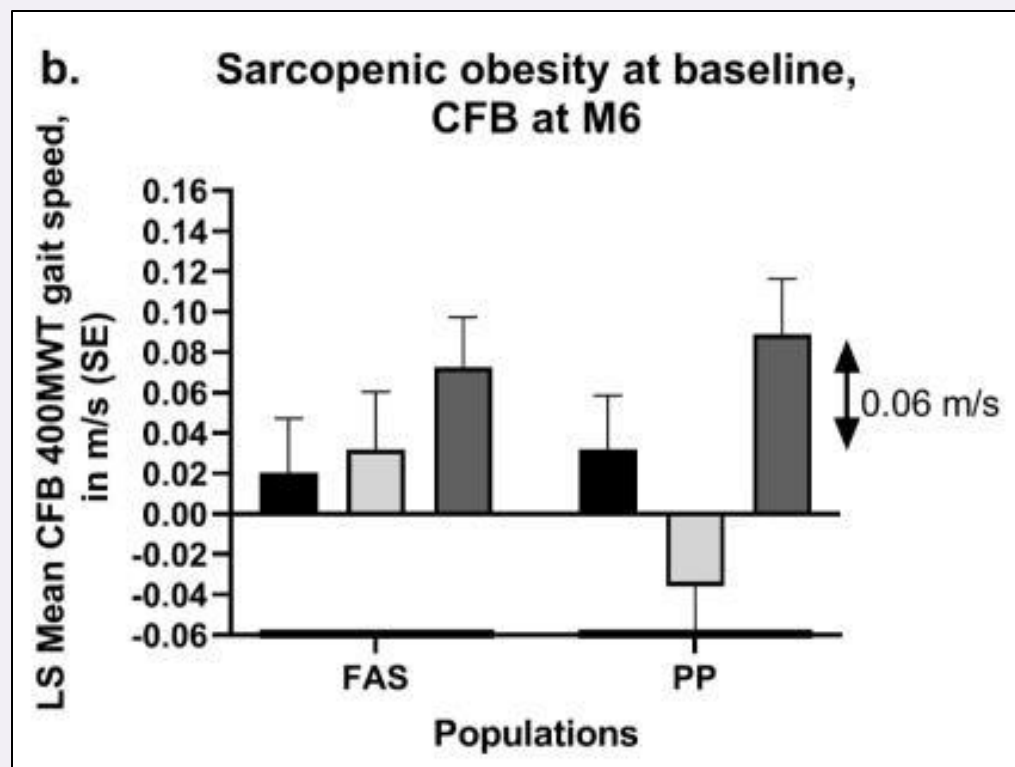 b.
Sarcopenic obesity at baseline,
CFB at M6
LS Mean CFB 400MWT gait speed,
in m/s (SE)
0.16
0.14
0.12
0.10
0.08
0.06
0.04
0.02
0.00
-0.02
-0.04
-0.06
0.06 m/s
FAS
PP
Populations